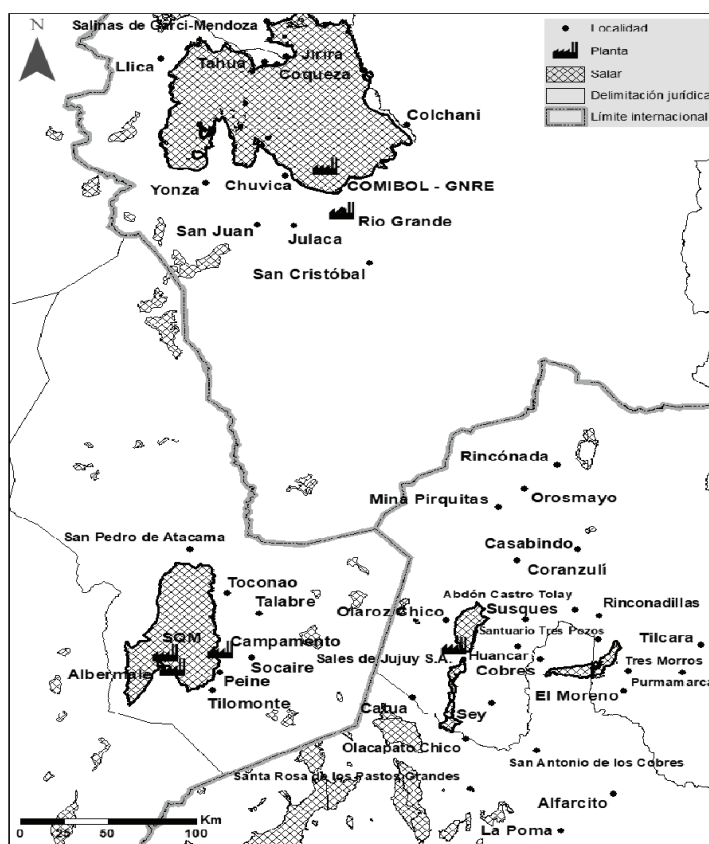 N
Salinas de Garci-Mendoza
Localidad
Planta
Salar
Delimitación jurídica
Límite internacional
Llica
Tahua
Jirira
Coqueza
Colchani
Yonza
Chuvica
COMIBOL - GNRE
Rio Grande
San Juan
Julaca
San Cristóbal
Rincónada
Mina Pirquitas
Orosmayo
San Pedro de Atacama
Casabindo
Coranzulí
Toconao
Talabre
Olaroz Chico
Abdón Castro Tolay
Susques
Rinconadillas
Santuario Tres Pozos
SQM
Campamento
Sales de Jujuy S.A.
Huancar
Tilcara
Albermale
Socaire
Cobres
Tres Morros
Peine
Purmamarca
Tilomonte
El Moreno
Catua
Sey
Olacapato Chico
San Antonio de los Cobres
Santa Rosa de los Pastos Grandes
Alfarcito
La Poma
Km
0 25 50 100